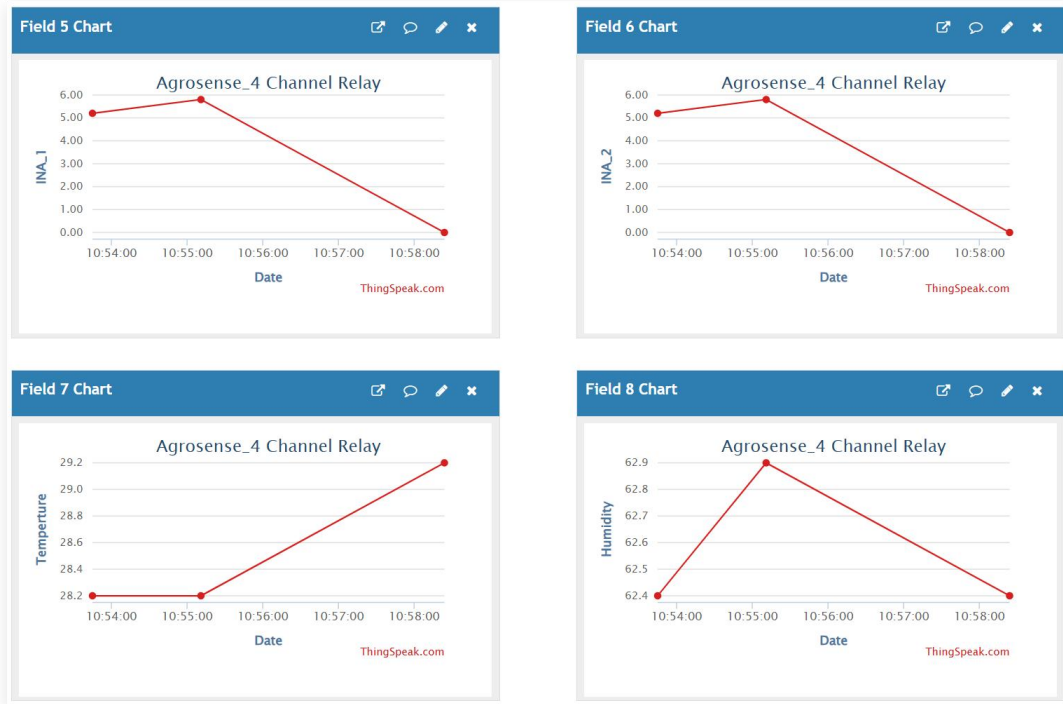 Field 5 Chart
Agrosense_4 Channel Relay
INA_1
6.00
5.00
4.00
3.00
2.00
1.00
0.00
10:54:00 10:55:00 10:56:00 10:57:00 10:58:00
Date
ThingSpeak.com
Field 6 Chart
Agrosense_4 Channel Relay
INA_2
6.00
5.00
4.00
3.00
2.00
1.00
0.00
10:54:00 10:55:00 10:56:00 10:57:00 10:58:00
Date
ThingSpeak.com
Field 7 Chart
Agrosense_4 Channel Relay
Temperture
29.2
29.0
28.8
28.6
28.4
28.2
10:54:00 10:55:00 10:56:00 10:57:00 10:58:00
Date
ThingSpeak.com
Field 8 Chart
Agrosense_4 Channel Relay
Humidity
62.9
62.8
62.7
62.6
62.5
62.4
10:54:00 10:55:00 10:56:00 10:57:00 10:58:00
Date
ThingSpeak.com